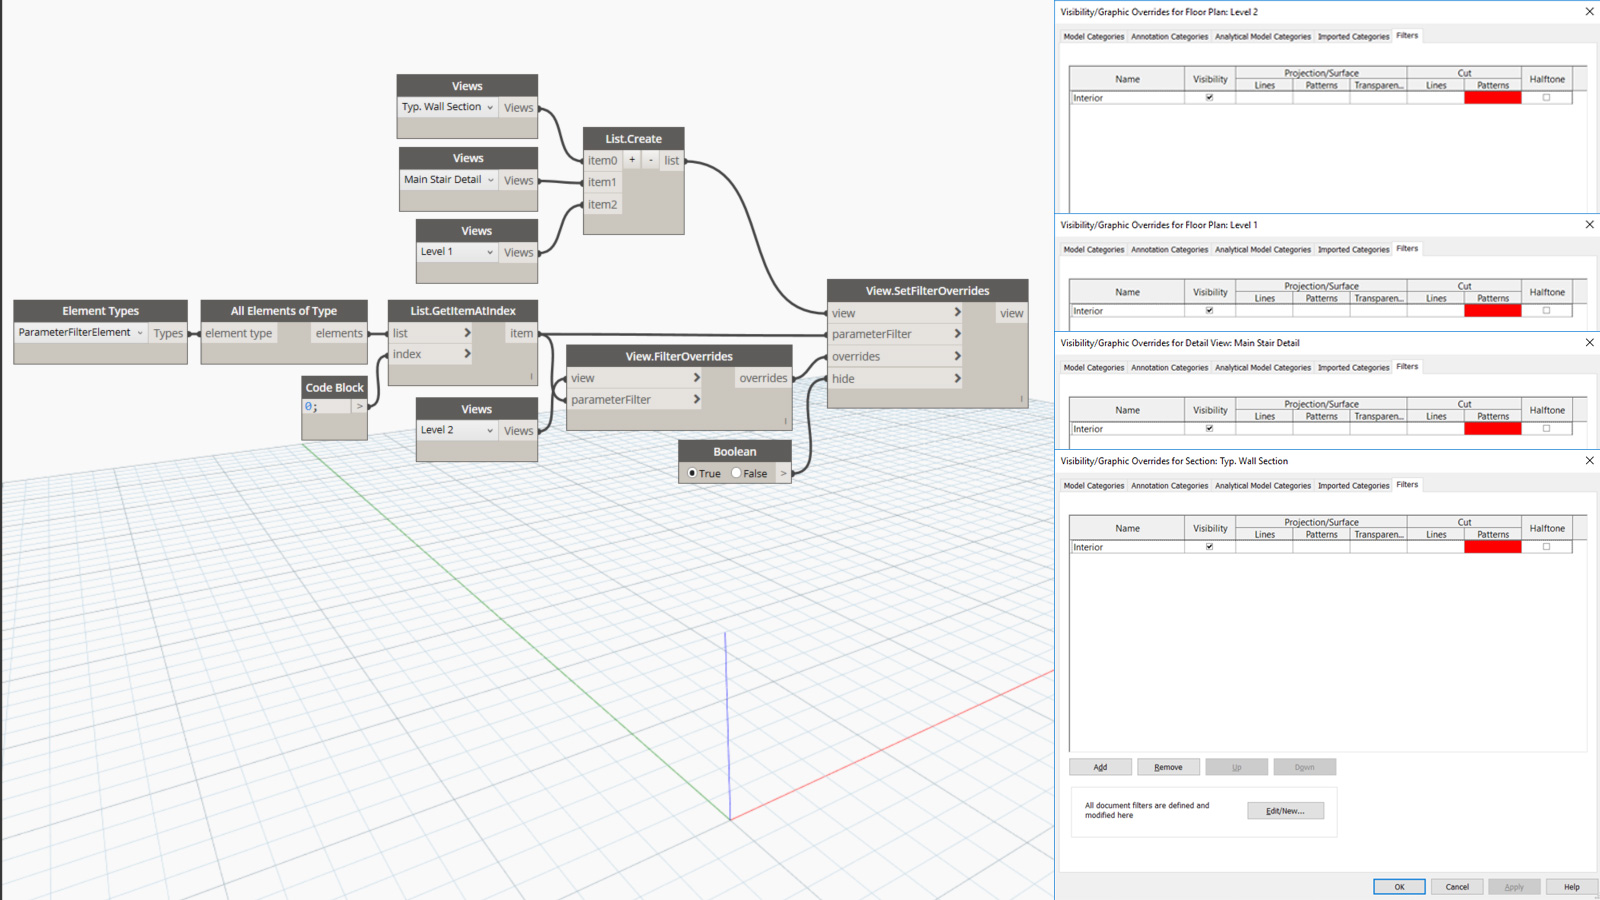 Views
Typ. Wall Section Views
Views
Main Stair Detail Views
Views
Level 1 Views
List.Create
item0 + - list
item1
item2
Element Types
ParameterFilterElement Types
All Elements of Type
element type elements
List.GetItemAtIndex
list > item
index >
Code Block
0; >
Views
Level 2 Views
View.FilterOverrides
view > overrides
parameterFilter >
Boolean
True False >
View.SetFilterOverrides
view > view
parameterFilter >
overrides >
hide >
Visibility/Graphic Overrides for Floor Plan: Level 2
Model Categories Annotation Categories Analytical Model Categories Imported Categories Filters
Name Visibility Projection/Surface Cut Halftone
Lines Patterns Transparen... Lines Patterns
Interior
Visibility/Graphic Overrides for Floor Plan: Level 1
Model Categories Annotation Categories Analytical Model Categories Imported Categories Filters
Name Visibility Projection/Surface Cut Halftone
Lines Patterns Transparen... Lines Patterns
Interior
Visibility/Graphic Overrides for Detail View: Main Stair Detail
Model Categories Annotation Categories Analytical Model Categories Imported Categories Filters
Name Visibility Projection/Surface Cut Halftone
Lines Patterns Transparen... Lines Patterns
Interior
Visibility/Graphic Overrides for Section: Typ. Wall Section
Model Categories Annotation Categories Analytical Model Categories Imported Categories Filters
Name Visibility Projection/Surface Cut Halftone
Lines Patterns Transparen... Lines Patterns
Interior
Add Remove Up Down
All document filters are defined and
modified here
Edit/New...
OK Cancel Apply Help